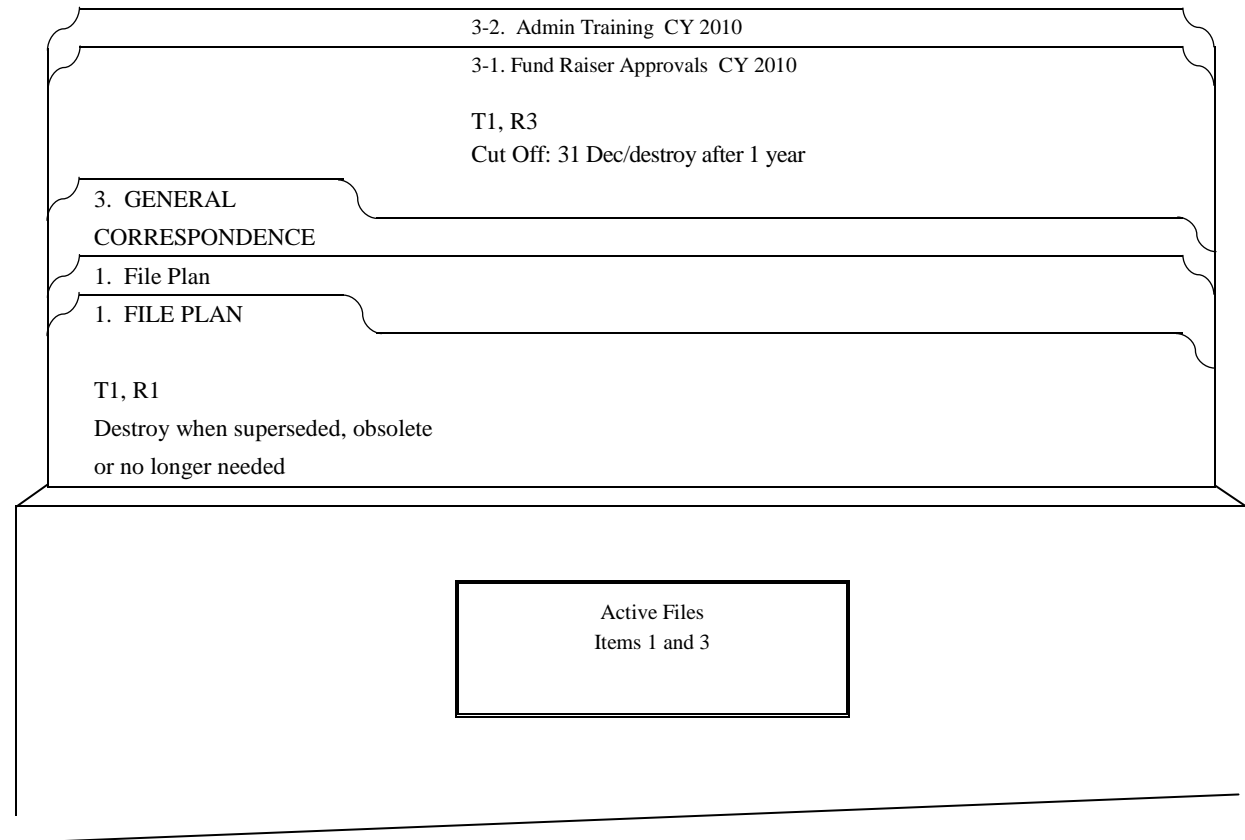 3-2. Admin Training CY 2010
3-1. Fund Raiser Approvals CY 2010
T1, R3
Cut Off: 31 Dec/destroy after 1 year
3. GENERAL
CORRESPONDENCE
1. File Plan
1. FILE PLAN
T1, R1
Destroy when superseded, obsolete
or no longer needed
Active Files
Items 1 and 3